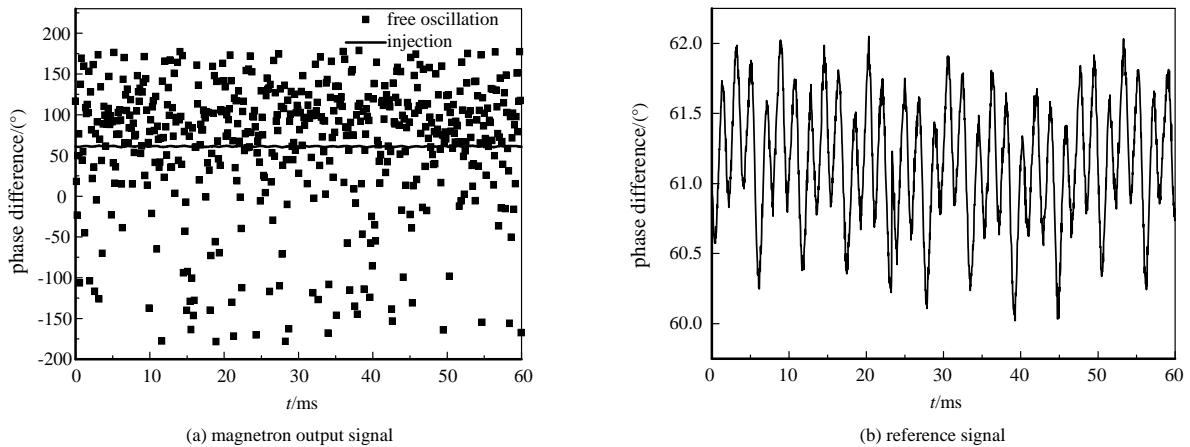 free oscillation
injection
phase difference/(°)
200
150
100
50
0
-50
-100
-150
-200
0 10 20 30 40 50 60
t/ms
(a) magnetron output signal
phase difference/(°)
62.0
61.5
61.0
60.5
60.0
0 10 20 30 40 50 60
t/ms
(b) reference signal